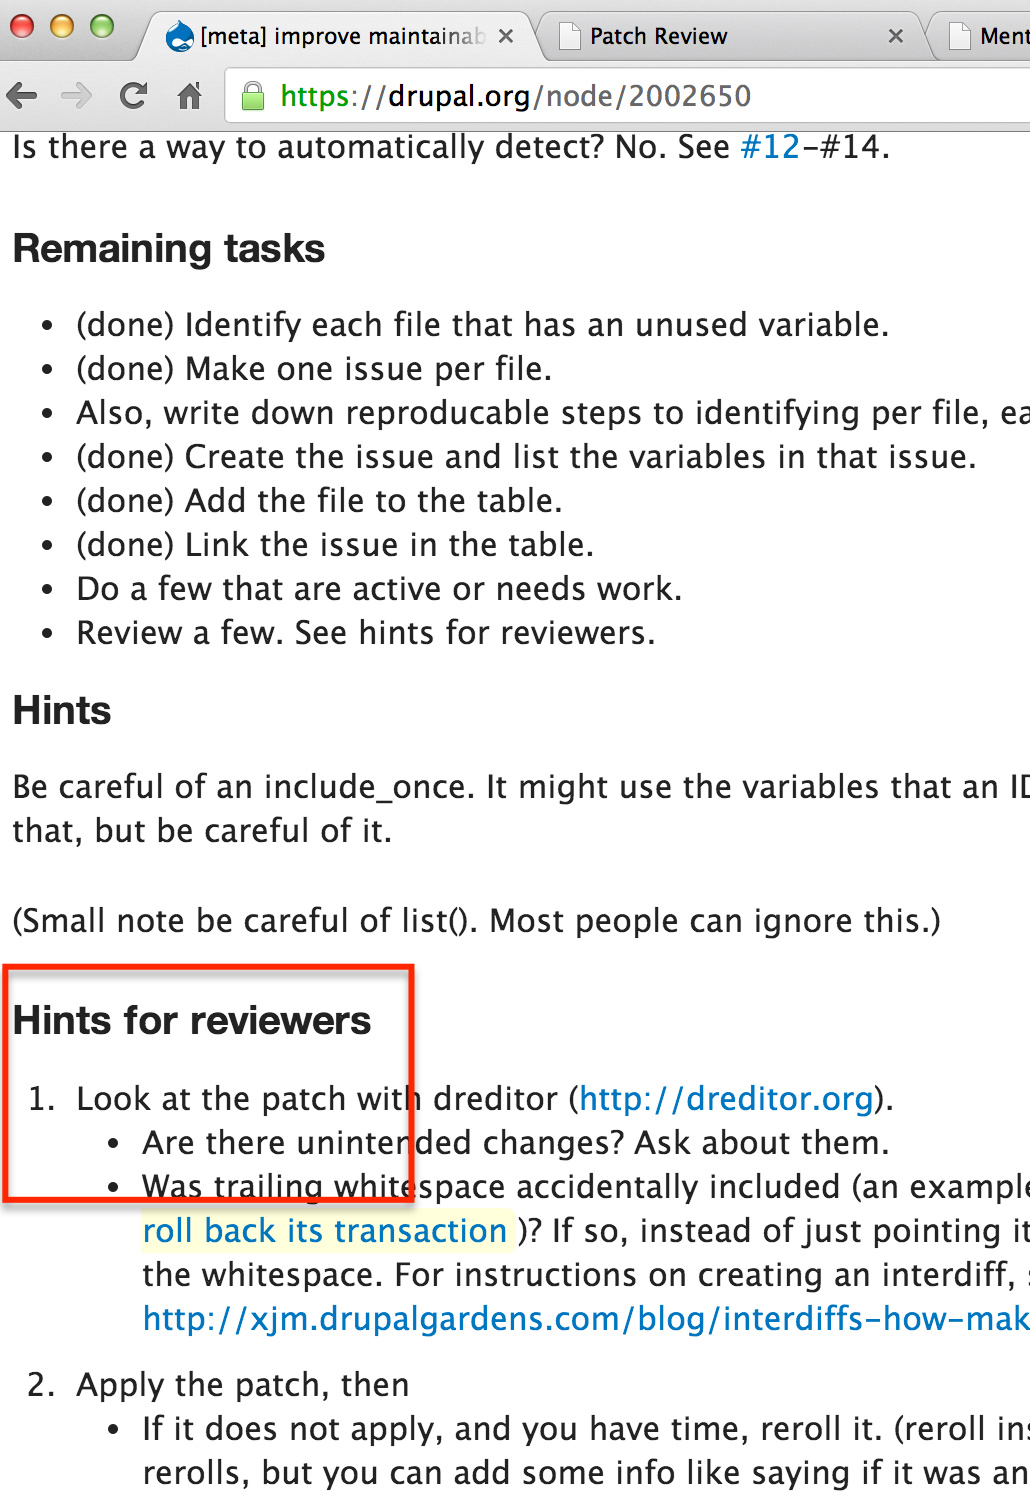 [meta] improve maintainab
Patch Review
Ment
https://drupal.org/node/2002650
Is there a way to automatically detect? No. See #12-#14.
Remaining tasks
• (done) Identify each file that has an unused variable.
• (done) Make one issue per file.
• Also, write down reproducable steps to identifying per file, ea
• (done) Create the issue and list the variables in that issue.
• (done) Add the file to the table.
• (done) Link the issue in the table.
• Do a few that are active or needs work.
• Review a few. See hints for reviewers.
Hints
Be careful of an include_once. It might use the variables that an ID
that, but be careful of it.
(Small note be careful of list(). Most people can ignore this.)
Hints for reviewers
1. Look at the patch with dreditor (http://dreditor.org).
• Are there unintended changes? Ask about them.
• Was trailing whitespace accidentally included (an example
roll back its transaction )? If so, instead of just pointing it
the whitespace. For instructions on creating an interdiff, s
http://xjm.drupalgardens.com/blog/interdiffs-how-mak
2. Apply the patch, then
• If it does not apply, and you have time, reroll it. (reroll ins
rerolls, but you can add some info like saying if it was an